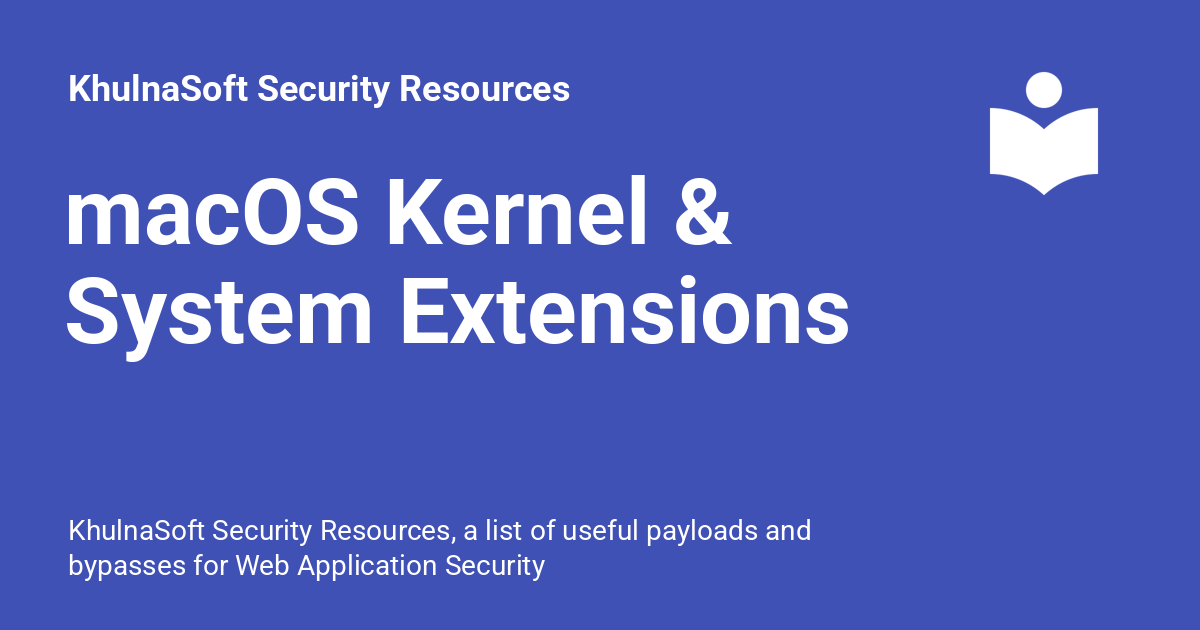 KhulnaSoft Security Resources
macOS Kernel &
System Extensions
KhulnaSoft Security Resources, a list of useful payloads and
bypasses for Web Application Security